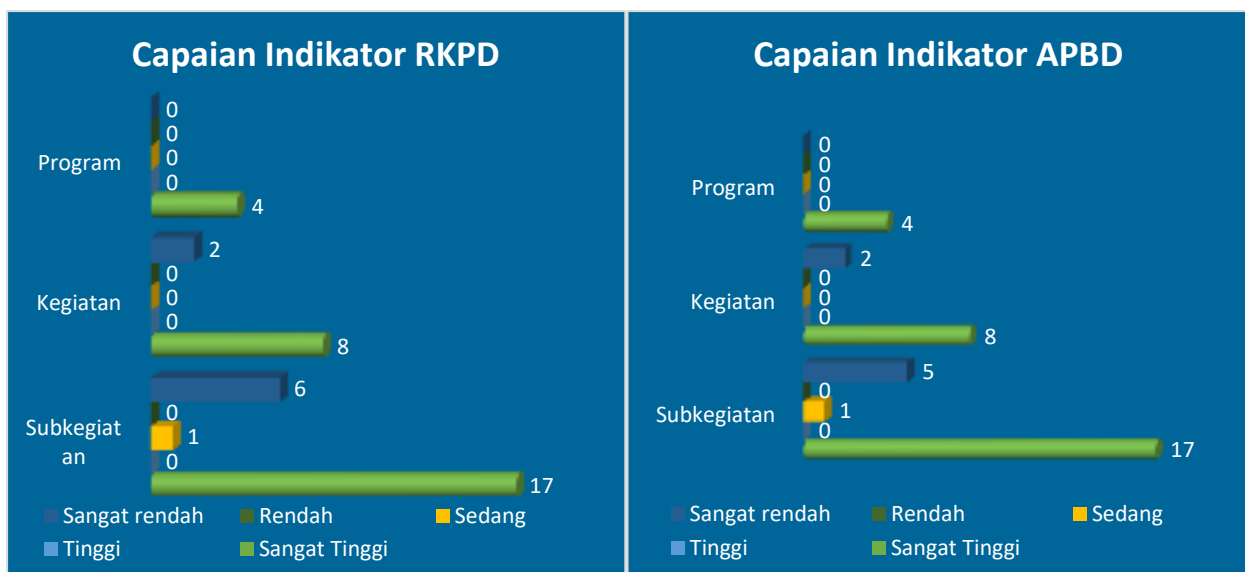 Capaian Indikator RKPD
0
0
Program
0
0
4
2
0
Kegiatan
0
0
8
6
0
Subkegiat
an
1
0
17
Sangat rendah Rendah Sedang
Tinggi Sangat Tinggi
Capaian Indikator APBD
0
0
Program
0
0
4
2
0
Kegiatan
0
0
8
5
0
Subkegiatan
1
0
17
Sangat rendah Rendah Sedang
Tinggi Sangat Tinggi